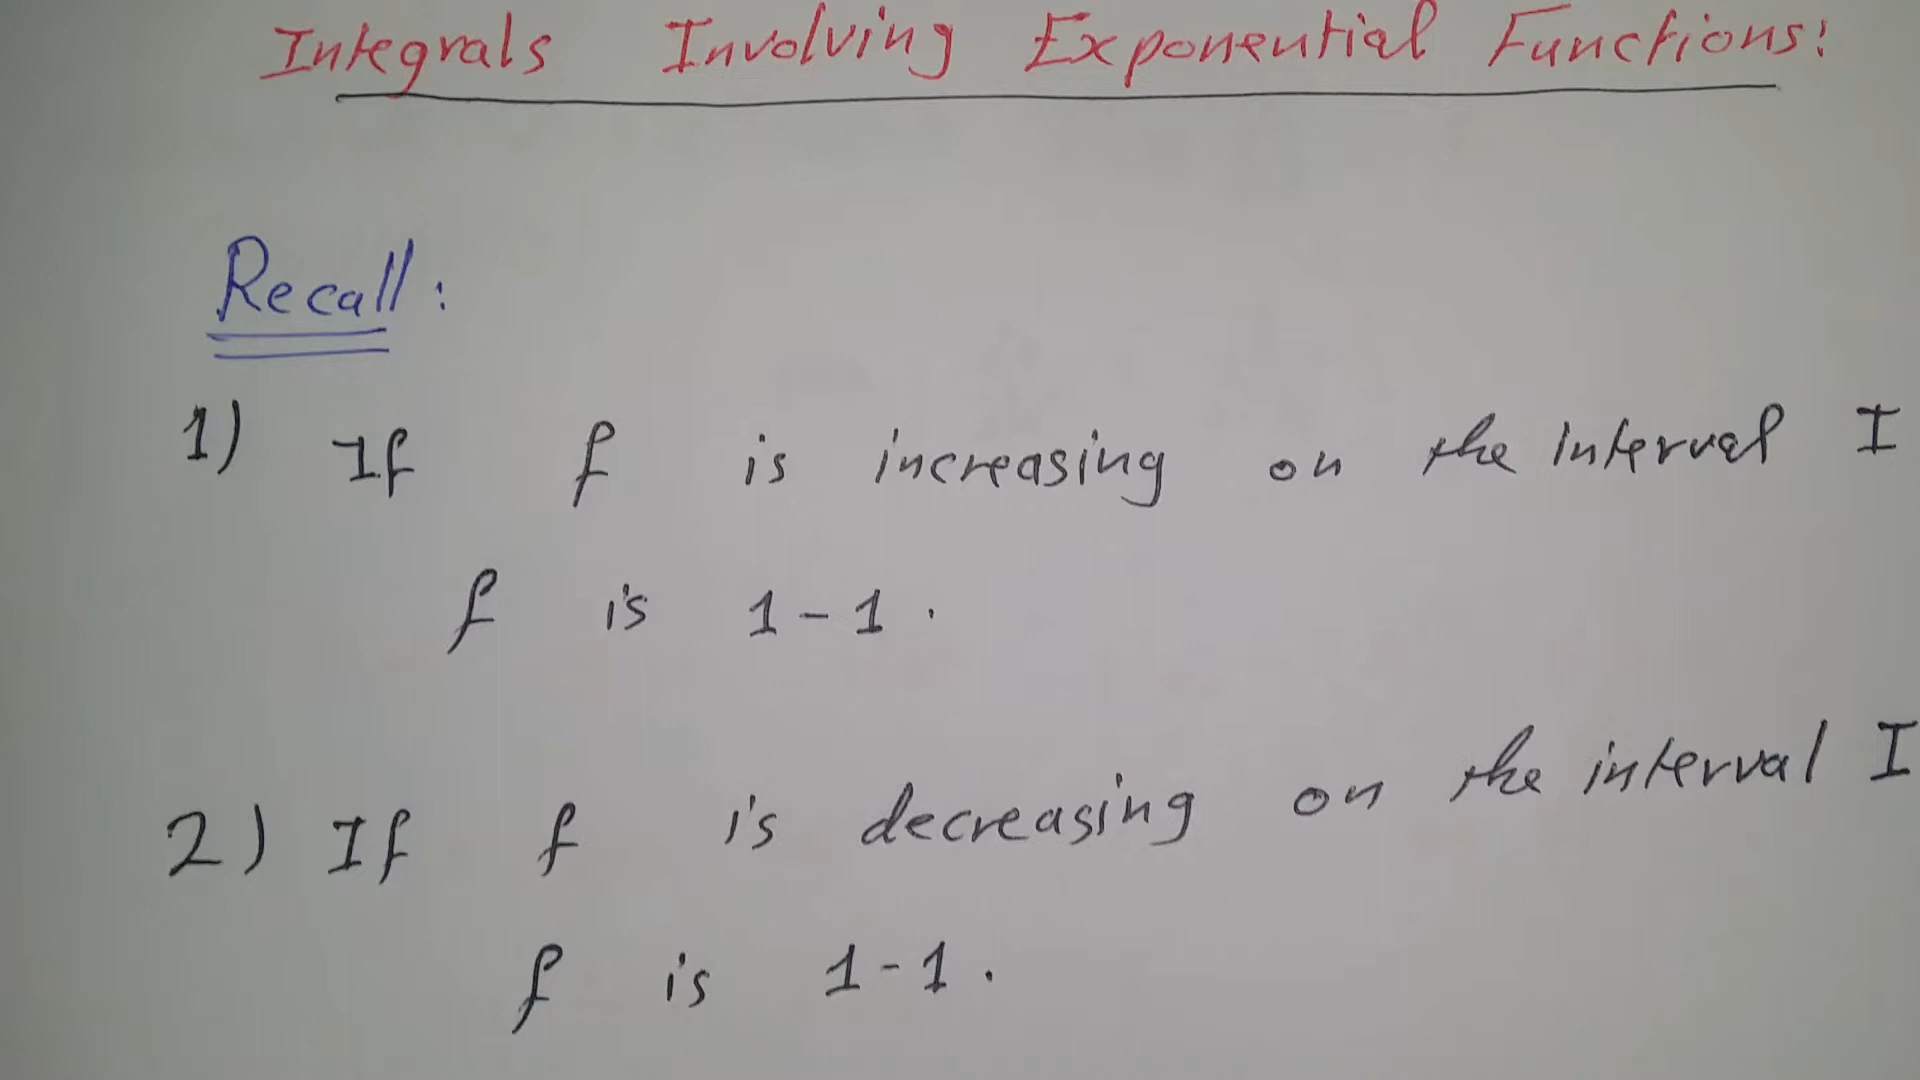 Integrals Involving Exponential Functions:
Recall:
1) If f is increasing on the interval I
f is 1-1.
2) If f is decreasing on the interval I
f is 1-1.